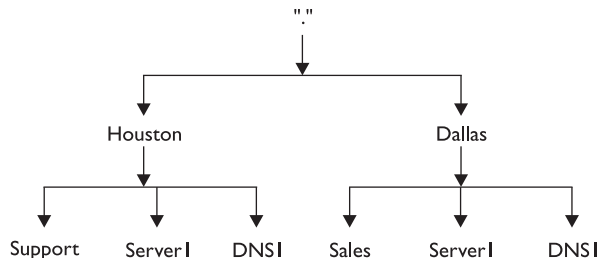 "."
Houston Dallas
Support Server1 DNS1 Sales Server1 DNS1